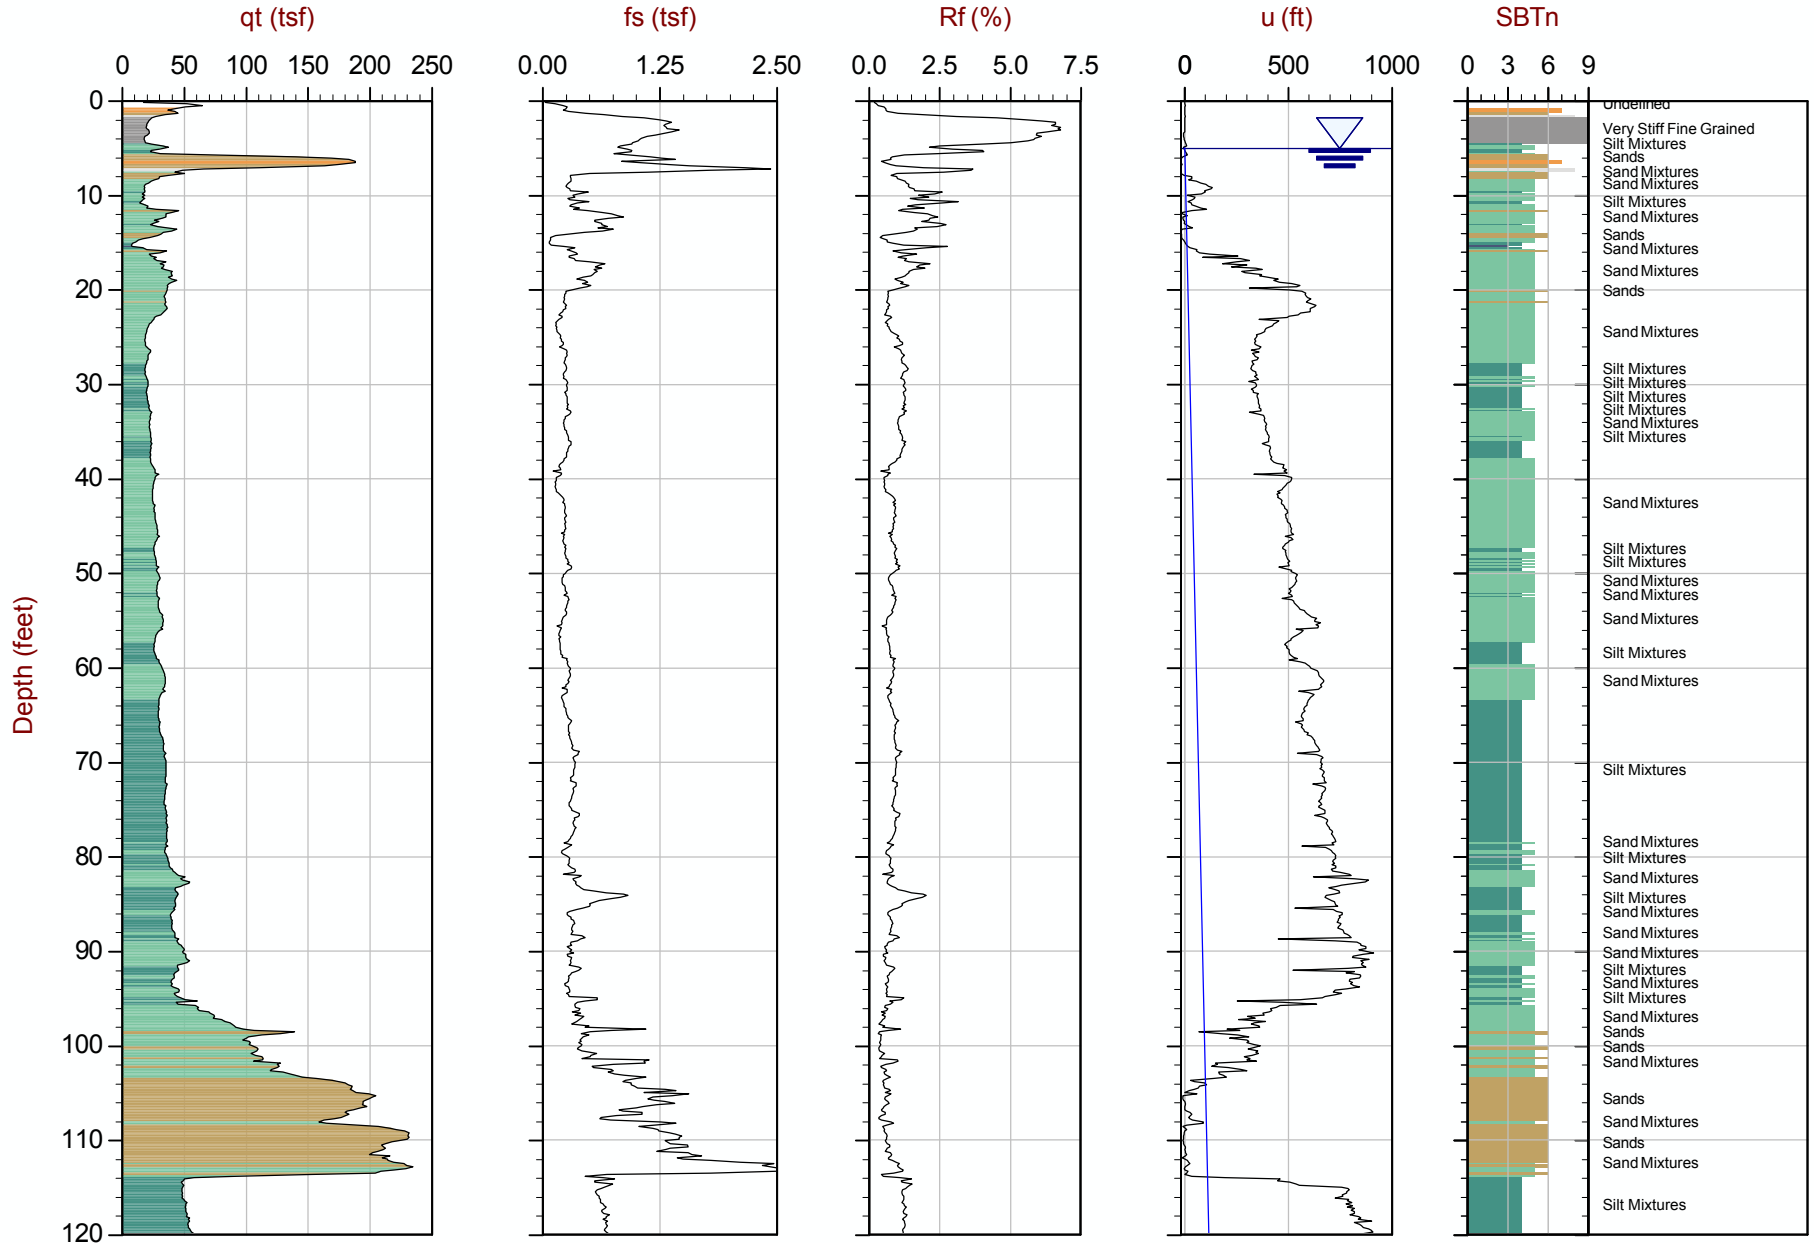 qt (tsf) fs (tsf) Rf (%) u (ft) SBTn
0 50 100 150 200 250 0.00 1.25 2.50 0.0 2.5 5.0 7.5 0 500 1000 0 3 6 9
0
Undefined
Very Stiff Fine Grained
Silt Mixtures
Sands
Sand Mixtures
Sand Mixtures
10
Silt Mixtures
Sand Mixtures
Sands
Sand Mixtures
Sand Mixtures
20
Sands
Sand Mixtures
Silt Mixtures
30
Silt Mixtures
Silt Mixtures
Silt Mixtures
Sand Mixtures
Silt Mixtures
40
Sand Mixtures
Silt Mixtures
Silt Mixtures
50
Sand Mixtures
Sand Mixtures
Sand Mixtures
Silt Mixtures
60
Sand Mixtures
Depth (feet)
70
Silt Mixtures
Sand Mixtures
80
Silt Mixtures
Sand Mixtures
Silt Mixtures
Sand Mixtures
Sand Mixtures
90
Sand Mixtures
Silt Mixtures
Sand Mixtures
Silt Mixtures
Sand Mixtures
Sands
100
Sands
Sand Mixtures
Sands
Sand Mixtures
110
Sands
Sand Mixtures
Silt Mixtures
120